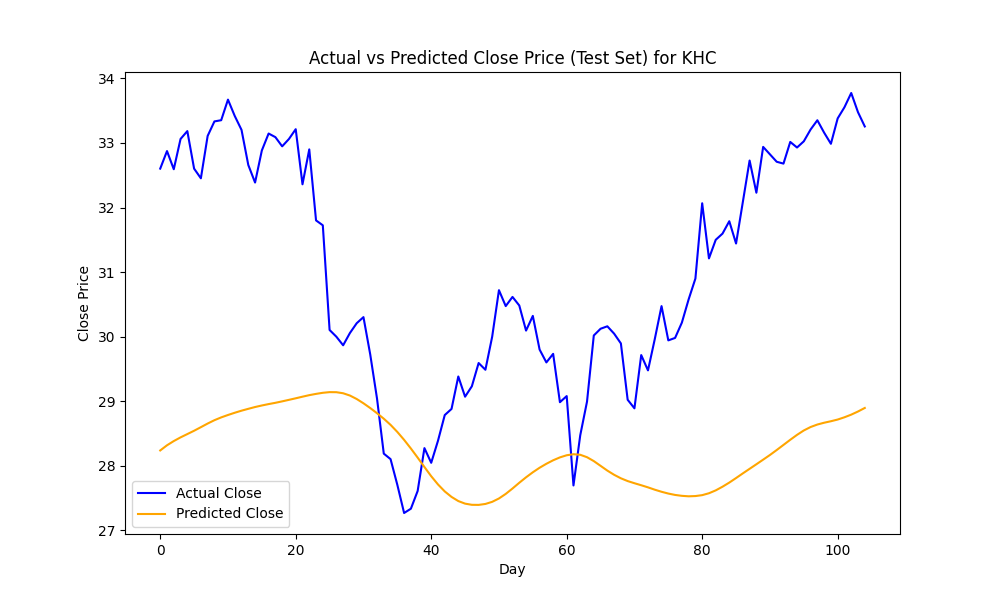 Actual vs Predicted Close Price (Test Set) for KHC
Close Price
34
33
32
31
30
29
28
27
Actual Close
Predicted Close
0 20 40 60 80 100
Day